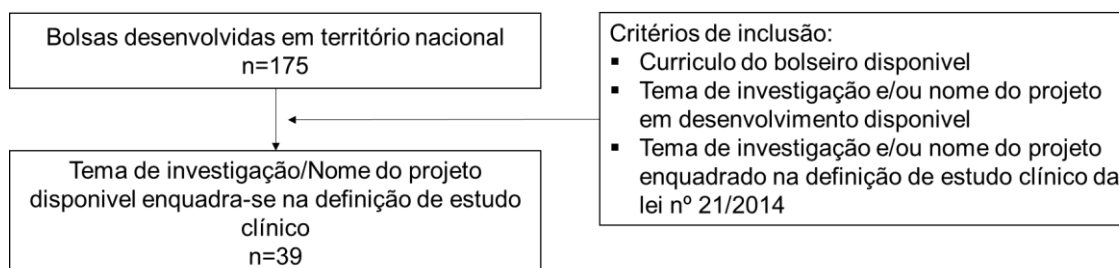 Bolsas desenvolvidas em território nacional
n=175
Tema de investigação/Nome do projeto
disponivel enquadra-se na definição de estudo
clínico
n=39
Critérios de inclusão:
▪ Curriculo do bolseiro disponivel
▪ Tema de investigação e/ou nome do projeto
em desenvolvimento disponivel
▪ Tema de investigação e/ou nome do projeto
enquadrado na definição de estudo clínico da
lei nº 21/2014